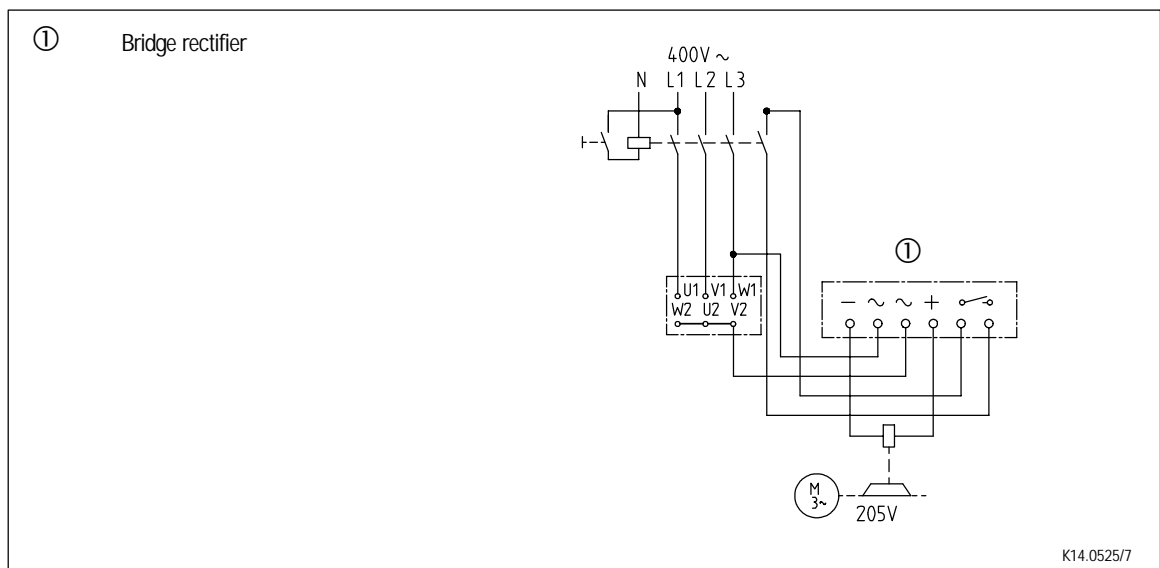 ① Bridge rectifier
400V ~
N L1 L2 L3
①
U1 V1 W1
W2 U2 V2
− ~ ~ +
M
3~
205V
K14.0525/7